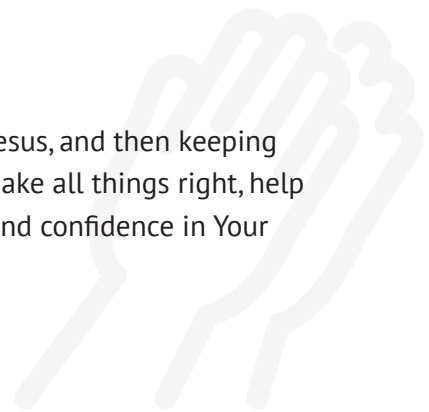 esus, and then keeping
ake all things right, help
nd confidence in Your